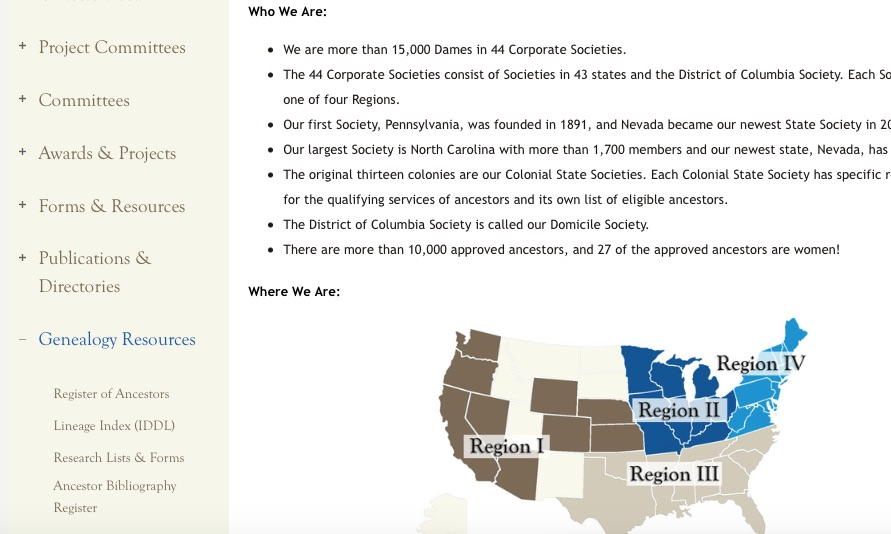 Project Committees
Committees
Awards & Projects
Forms & Resources
Publications &
Directories
Genealogy Resources
Register of Ancestors
Lineage Index (IDDL)
Research Lists & Forms
Ancestor Bibliography
Register
Who We Are:
We are more than 15,000 Dames in 44 Corporate Societies.
The 44 Corporate Societies consist of Societies in 43 states and the District of Columbia Society. Each
one of four Regions.
Our first Society, Pennsylvania, was founded in 1891, and Nevada became our newest State Society in
Our largest Society is North Carolina with more than 1,700 members and our newest state, Nevada, has
The original thirteen colonies are our Colonial State Societies. Each Colonial State Society has specific
for the qualifying services of ancestors and its own list of eligible ancestors.
The District of Columbia Society is called our Domicile Society.
There are more than 10,000 approved ancestors, and 27 of the approved ancestors are women!
Where We Are:
Region IV
Region II
Region I
Region III